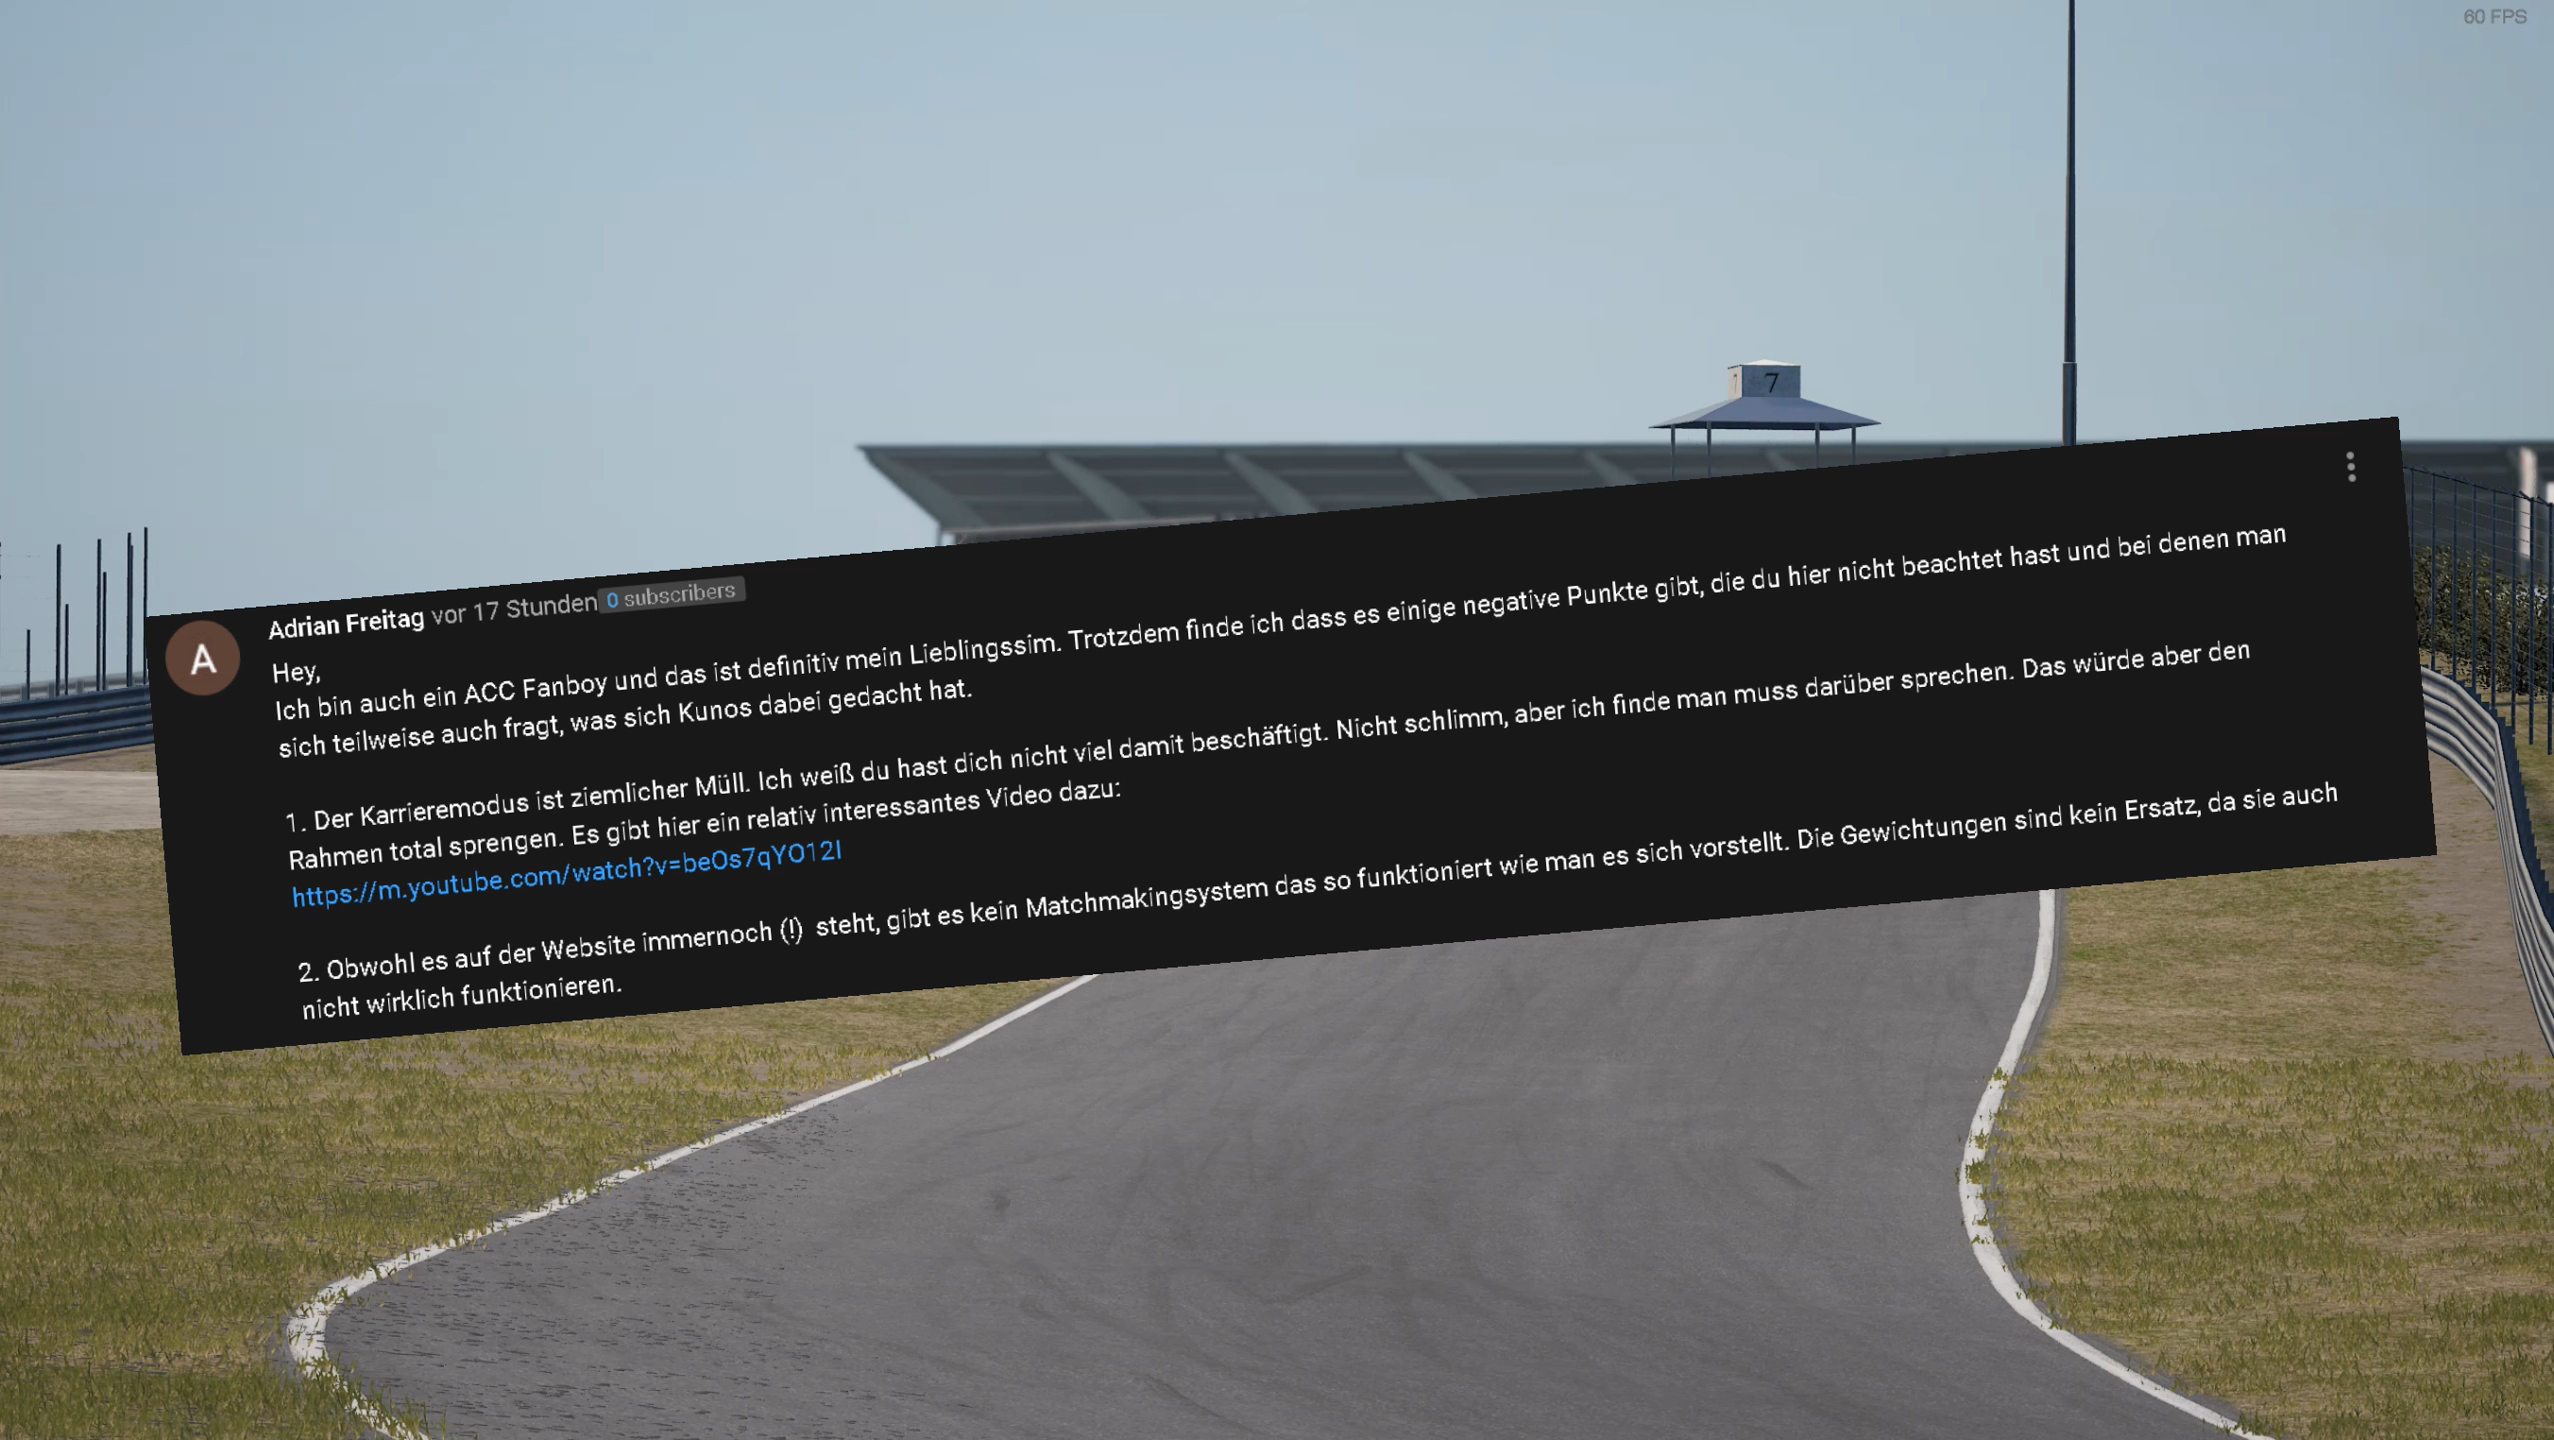 60 FPS
7
A
Adrian Freitag vor 17 Stunden 0 subscribers
Hey,
Ich bin auch ein ACC Fanboy und das ist definitiv mein Lieblingssim. Trotzdem finde ich dass es einige negative Punkte gibt, die du hier nicht beachtet hast und bei denen man
sich teilweise auch fragt, was sich Kunos dabei gedacht hat.
1. Der Karrieremodus ist ziemlicher Müll. Ich weiß du hast dich nicht viel damit beschäftigt. Nicht schlimm, aber ich finde man muss darüber sprechen. Das würde aber den
Rahmen total sprengen. Es gibt hier ein relativ interessantes Video dazu:
https://m.youtube.com/watch?v=beOs7qYO12I
2. Obwohl es auf der Website immernoch (!)  steht, gibt es kein Matchmakingsystem das so funktioniert wie man es sich vorstellt. Die Gewichtungen sind kein Ersatz, da sie auch
nicht wirklich funktionieren.